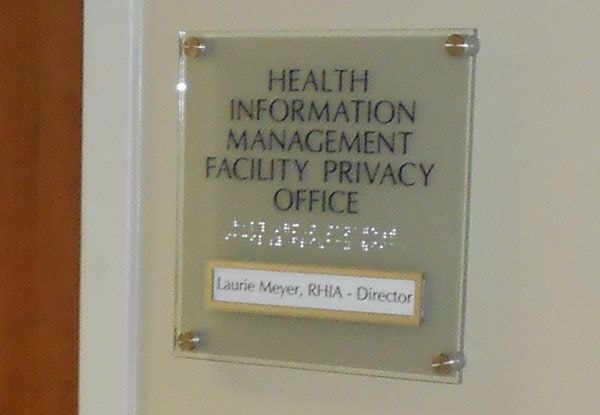 HEALTH
INFORMATION
MANAGEMENT
FACILITY PRIVACY
OFFICE
Laurie Meyer, RHIA - Director